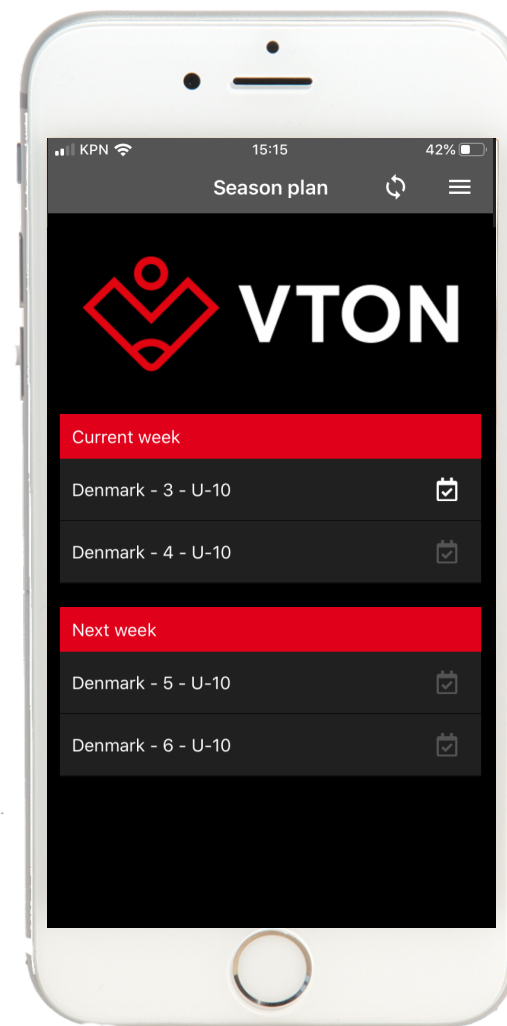 KPN 15:15 42%
Season plan
VTON
Current week
Denmark - 3 - U-10
Denmark - 4 - U-10
Next week
Denmark - 5 - U-10
Denmark - 6 - U-10